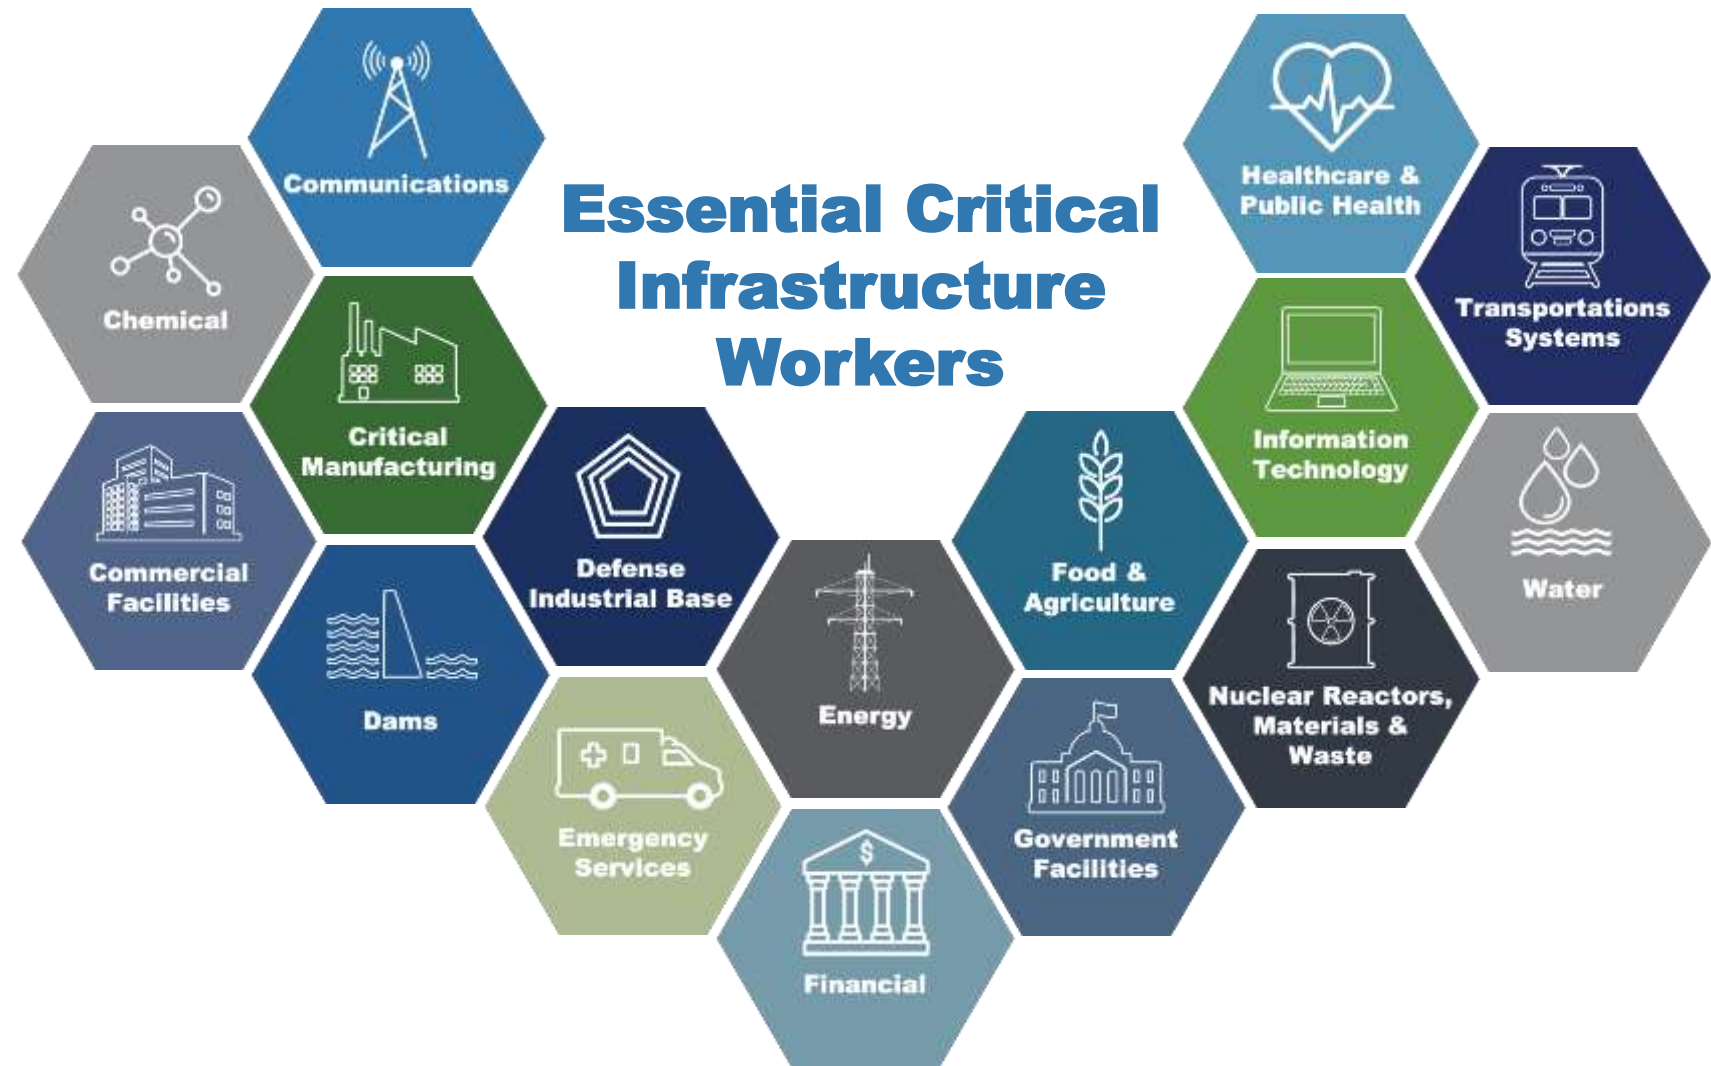 Essential Critical
Infrastructure
Workers
Communications
Chemical
Critical
Manufacturing
Commercial
Facilities
Dams
Defense
Industrial Base
Emergency
Services
Energy
$
Financial
Food &
Agriculture
Government
Facilities
Healthcare &
Public Health
Information
Technology
Nuclear Reactors,
Materials &
Waste
Transportations
Systems
Water